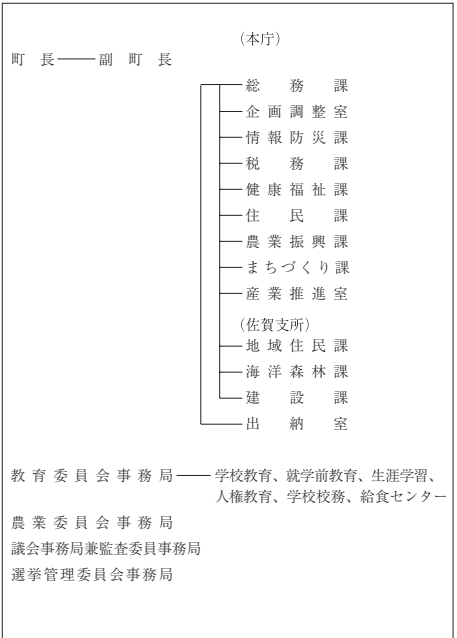 (本庁)
町長――副町長
総務課
企画調整室
情報防災課
税務課
健康福祉課
住民課
農業振興課
まちづくり課
産業推進室
(佐賀支所)
地域住民課
海洋森林課
建設課
出納室
教育委員会事務局――学校教育、就学前教育、生涯学習、
人権教育、学校校務、給食センター
農業委員会事務局
議会事務局兼監査委員事務局
選挙管理委員会事務局